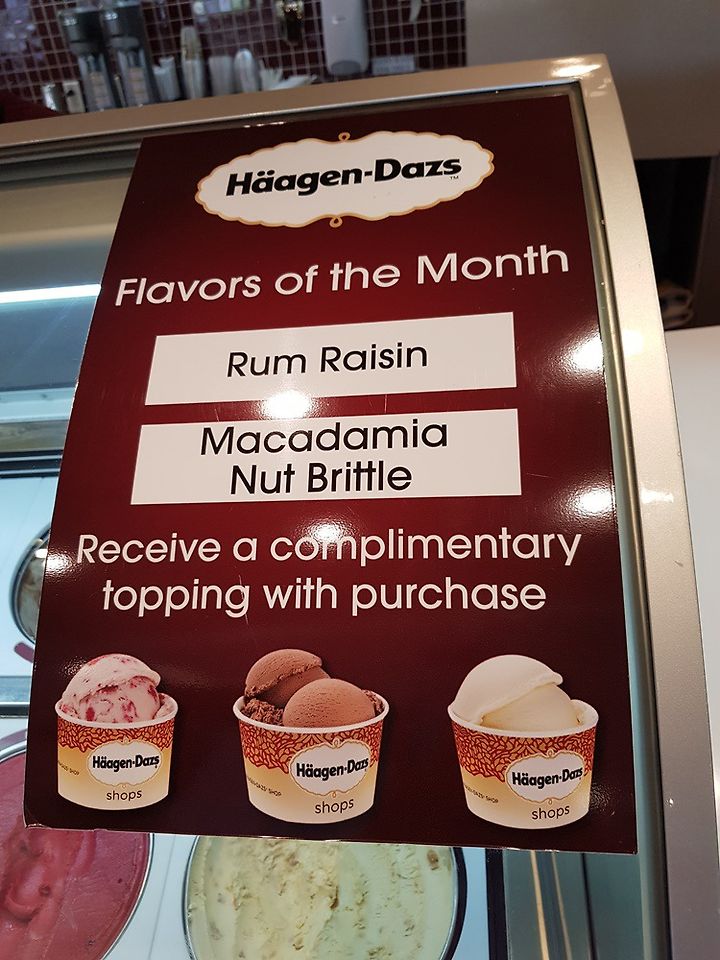 Häagen-Dazs
TM
Flavors of the Month
Rum Raisin
Macadamia
Nut Brittle
Receive a complimentary
topping with purchase
Häagen-Dazs
shops
Häagen-Dazs
shops
Häagen-Dazs
shops